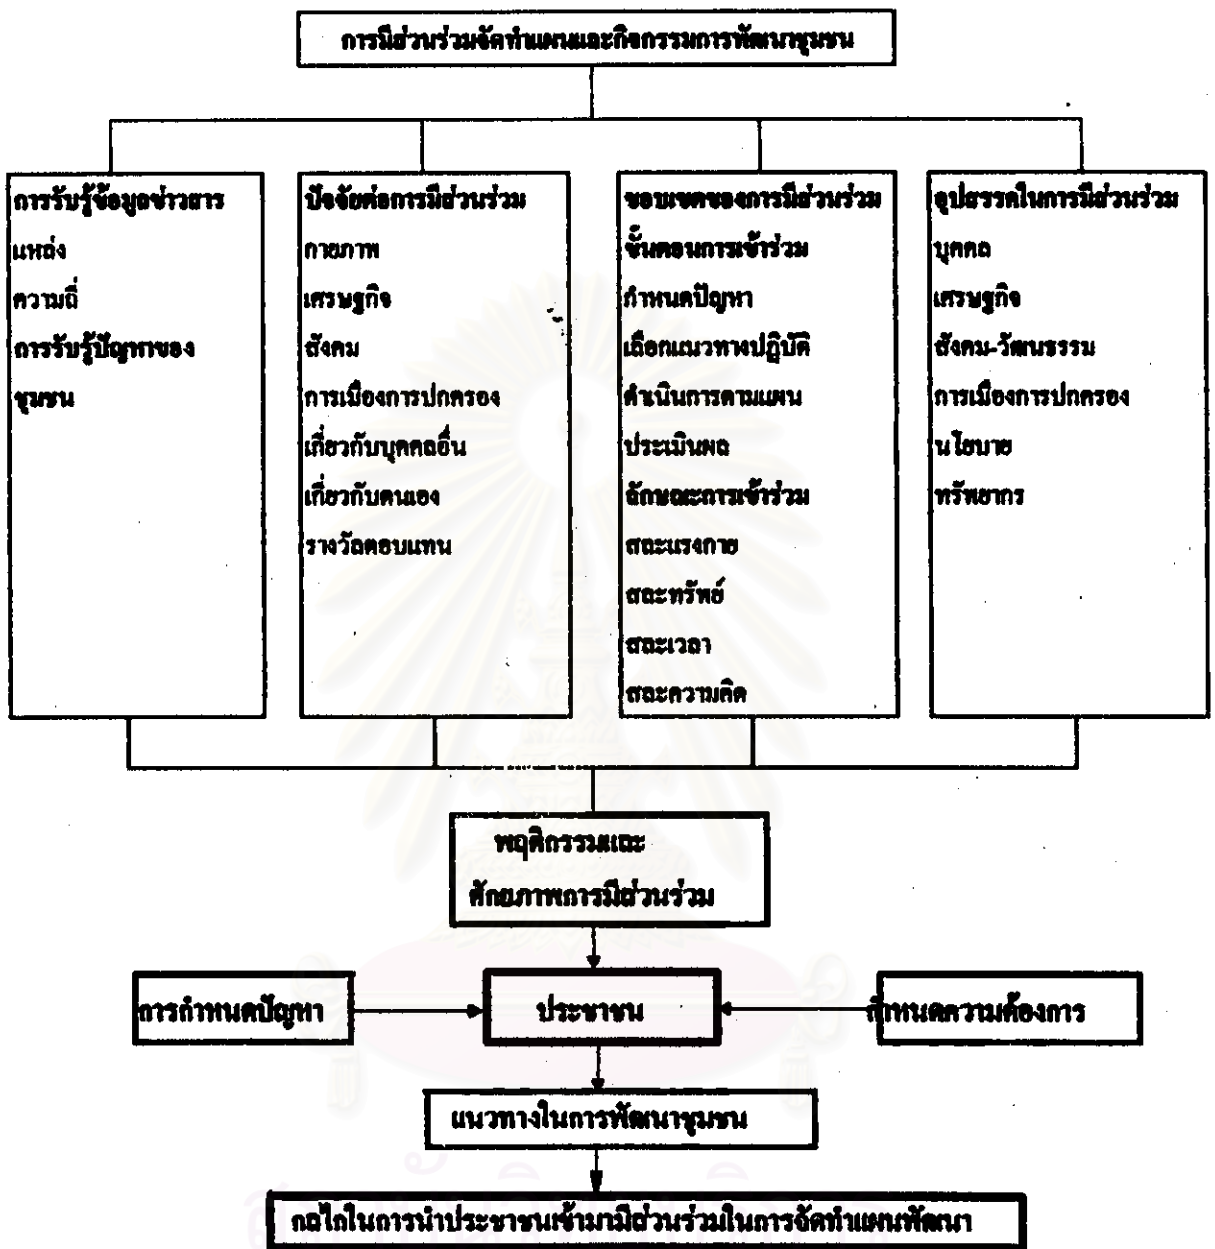 การมีส่วนร่วมจัดทำแผนและกิจกรรมการพัฒนาชุมชน
การรับรู้ข้อมูลข่าวสาร
แหล่ง
ความถี่
การรับรู้ปัญหาของ
ชุมชน
ปัจจัยต่อการมีส่วนร่วม
กายภาพ
เศรษฐกิจ
สังคม
การเมืองการปกครอง
เกี่ยวกับบุคคลอื่น
เกี่ยวกับตนเอง
รางวัลตอบแทน
ขอบเขตของการมีส่วนร่วม
ขั้นตอนการเข้าร่วม
กำหนดปัญหา
เลือกแนวทางปฏิบัติ
ดำเนินการตามแผน
ประเมินผล
ลักษณะการเข้าร่วม
สละแรงกาย
สละทรัพย์
สละเวลา
สละความคิด
อุปสรรคในการมีส่วนร่วม
บุคคล
เศรษฐกิจ
สังคม-วัฒนธรรม
การเมืองการปกครอง
นโยบาย
ทรัพยากร
พฤติกรรมและ
ศักยภาพการมีส่วนร่วม
การกำหนดปัญหา
ประชาชน
กำหนดความต้องการ
แนวทางในการพัฒนาชุมชน
กลไกในการนำประชาชนเข้ามามีส่วนร่วมในการจัดทำแผนพัฒนา